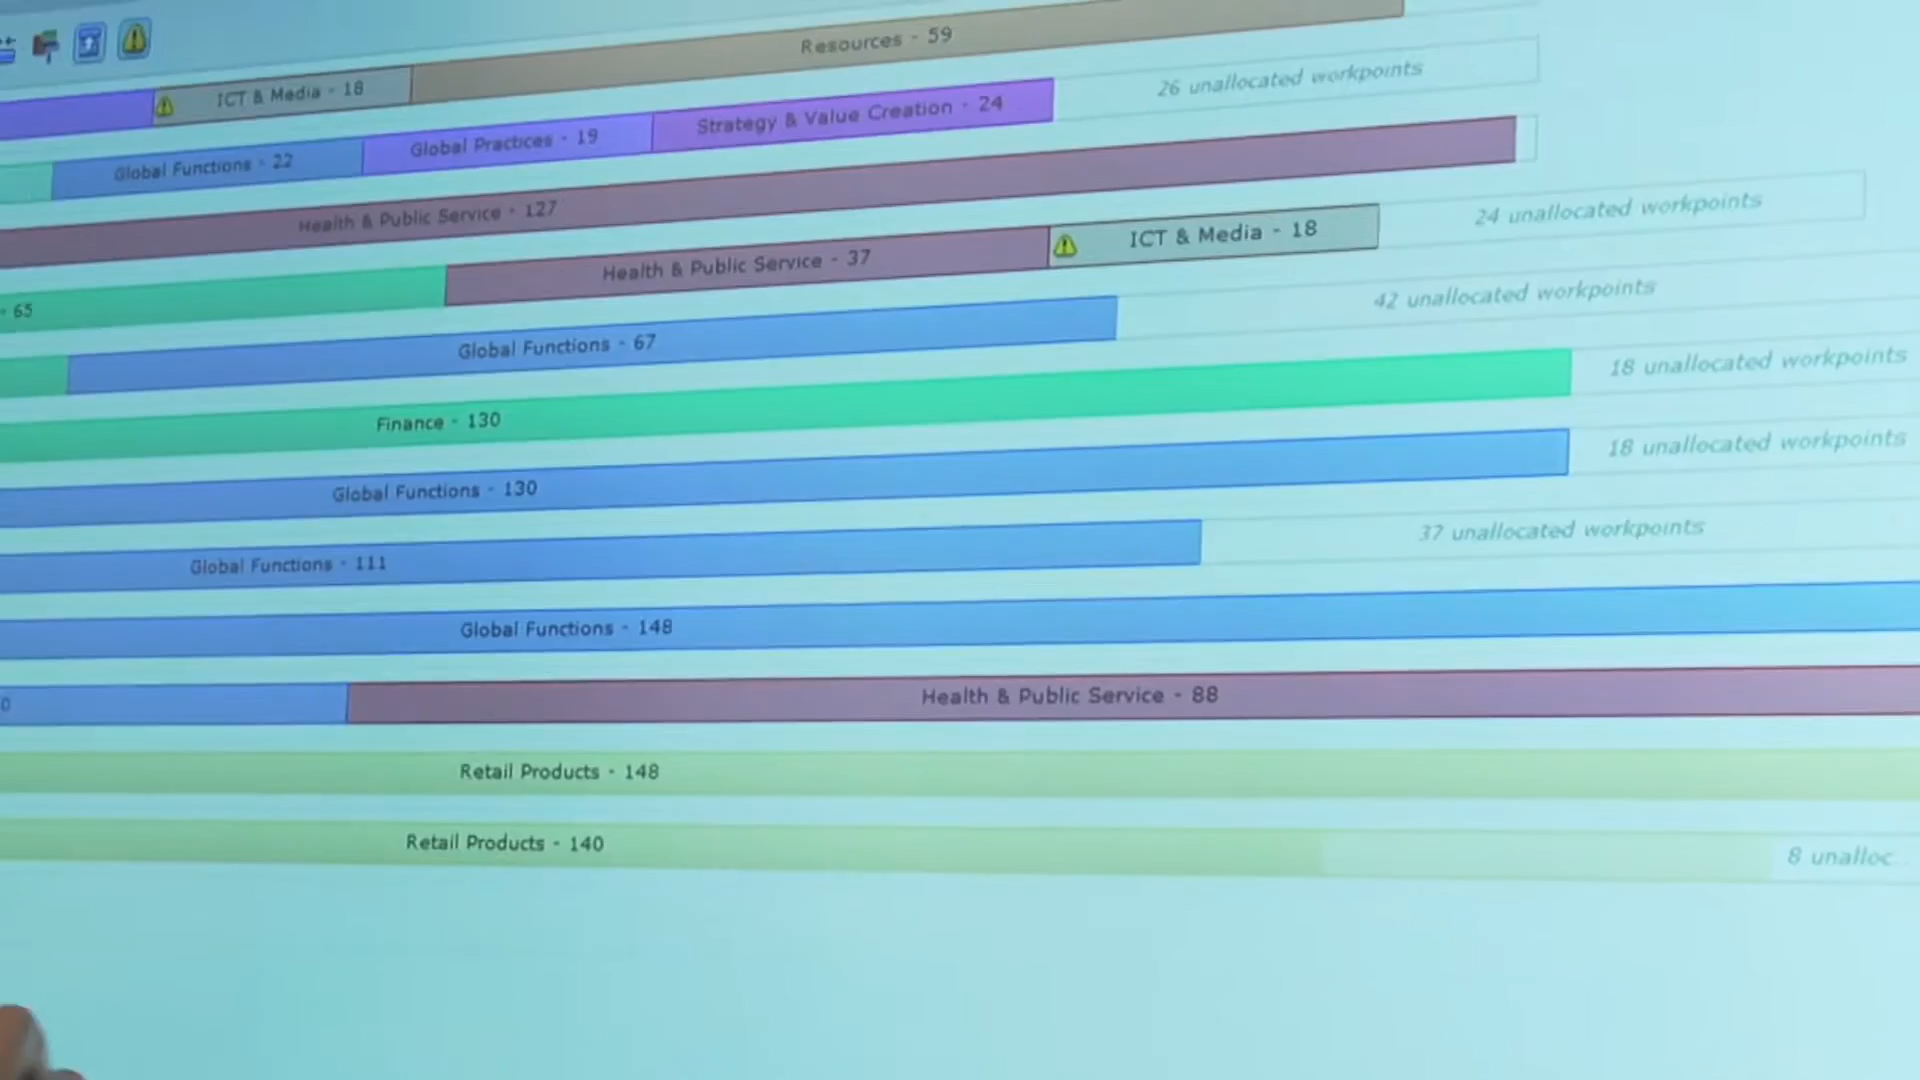 Resources - 59
ICT & Media - 18
26 unallocated workpoints
Strategy & Value Creation - 24
Global Practices - 19
Global Functions - 22
Health & Public Service - 127
24 unallocated workpoints
ICT & Media - 18
Health & Public Service - 37
- 65
42 unallocated workpoints
Global Functions - 67
18 unallocated workpoints
Finance - 130
18 unallocated workpoints
Global Functions - 130
37 unallocated workpoints
Global Functions - 111
Global Functions - 148
0
Health & Public Service - 88
Retail Products - 148
Retail Products - 140
8 unalloc...